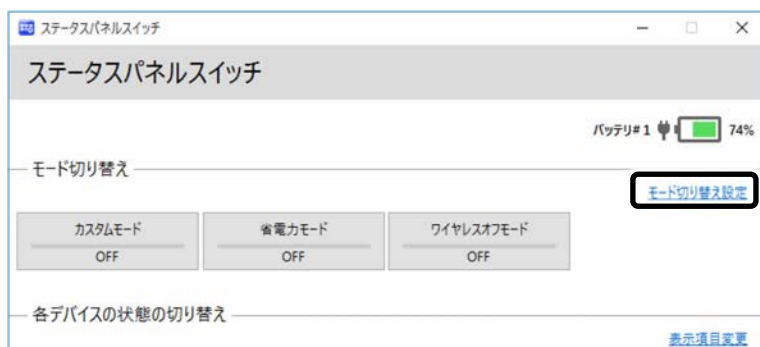 ステータスパネルスイッチ
ステータスパネルスイッチ
バッテリ#1 74%
モード切り替え
モード切り替え設定
カスタムモード 省電力モード ワイヤレスオフモード
OFF OFF OFF
各デバイスの状態の切り替え
表示項目変更